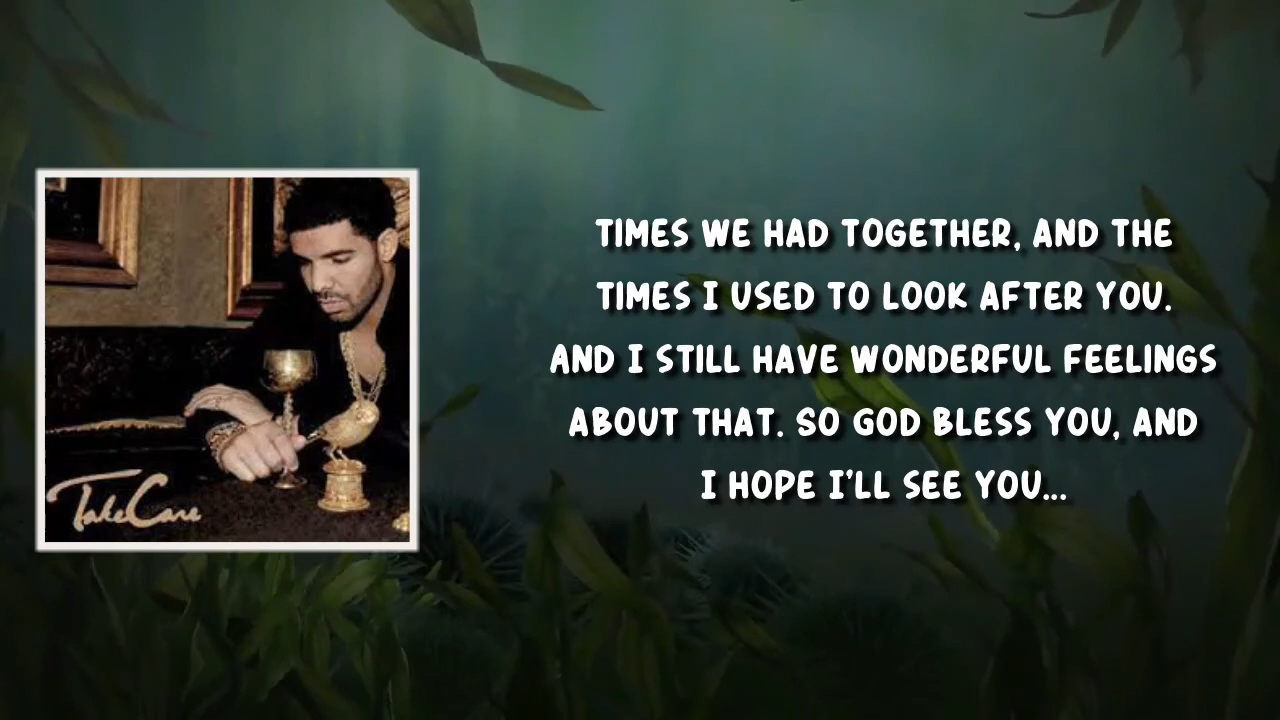 Take Care
TIMES WE HAD TOGETHER, AND THE
TIMES I USED TO LOOK AFTER YOU.
AND I STILL HAVE WONDERFUL FEELINGS
ABOUT THAT. SO GOD BLESS YOU, AND
I HOPE I'LL SEE YOU...